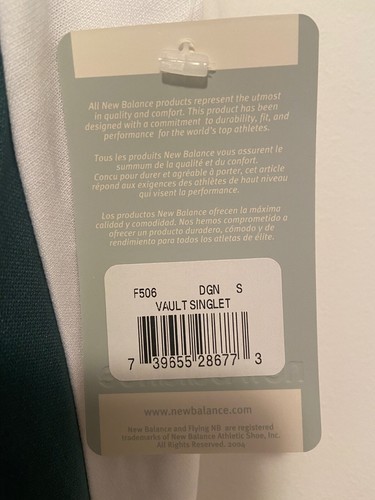 All New Balance products represent the utmost
in quality and comfort. This product has been
designed with a commitment to durability, fit, and
performance for the world's top athletes.
Tous les produits New Balance vous assurent le
summum de la qualité et du confort.
Concu pour durer et agréable à porter, cet article
répond aux exigences des athlètes de haut niveau
qui visent la performance.
Los productos New Balance ofrecen la máxima
calidad y comodidad. Nos hemos comprometido a
ofrecer un producto duradero, cómodo y de
rendimiento para todos los atletas de élite.
F506 DGN S
VAULT SINGLET
7 39655 28677 3
www.newbalance.com
New Balance and Flying NB are registered
trademarks of New Balance Athletic Shoe, Inc.
All Rights Reserved. 2004